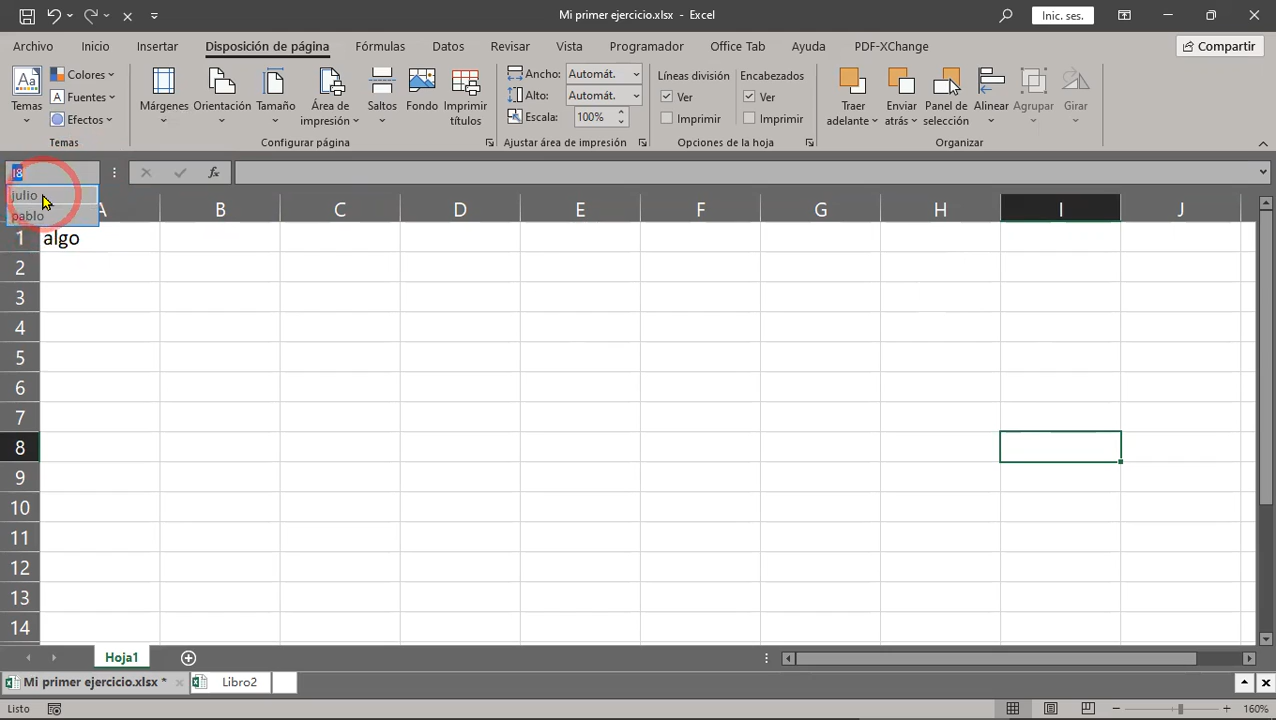 Mi primer ejercicio.xlsx - Excel
Inic. ses.
Archivo Inicio Insertar Disposición de página Fórmulas Datos Revisar Vista Programador Office Tab Ayuda PDF-XChange Compartir
Temas
Colores
Fuentes
Efectos
Márgenes
Orientación
Tamaño
Área de impresión
Saltos
Fondo
Imprimir títulos
Ancho: Automát.
Alto: Automát.
Escala: 100%
Líneas división
Ver
Imprimir
Encabezados
Ver
Imprimir
Traer adelante
Enviar atrás
Panel de selección
Alinear
Agrupar
Girar
Temas Configurar página Ajustar área de impresión Opciones de la hoja Organizar
I8
fx
julio
pablo
A B C D E F G H I J
1 algo
2
3
4
5
6
7
8
9
10
11
12
13
14
Hoja1
Mi primer ejercicio.xlsx * Libro2
Listo 160%